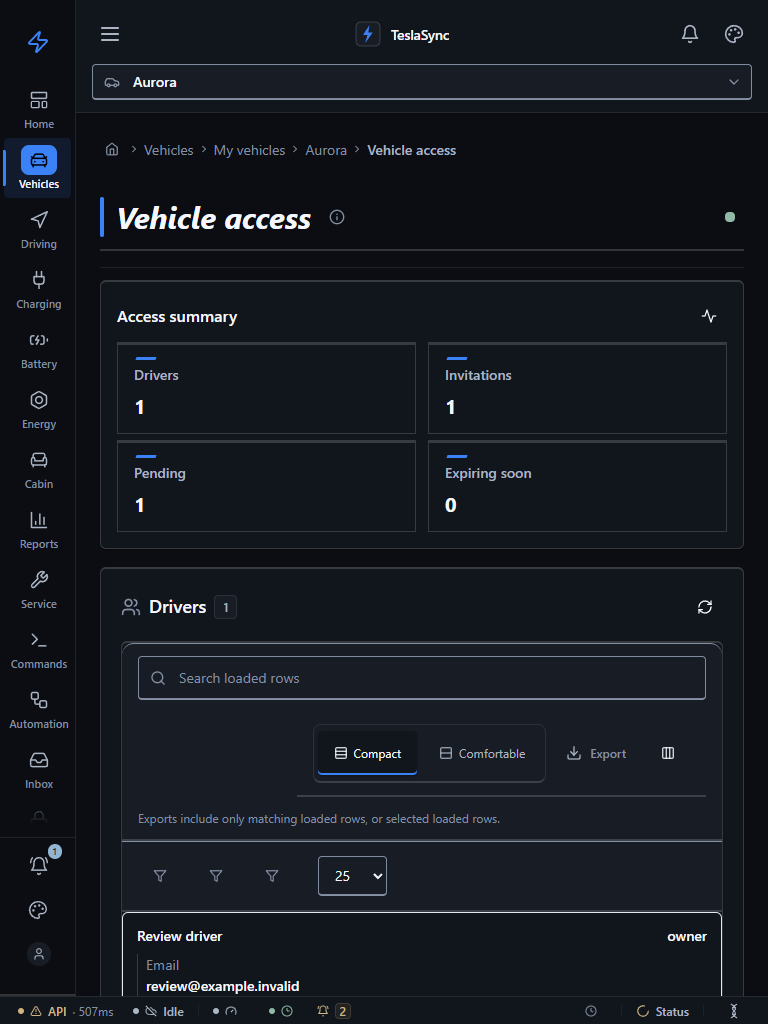 TeslaSync
Aurora
Home
Vehicles
Driving
Charging
Battery
Energy
Cabin
Reports
Service
Commands
Automation
Inbox
1
Vehicles
My vehicles
Aurora
Vehicle access
Vehicle access
Access summary
Drivers
1
Invitations
1
Pending
1
Expiring soon
0
Drivers 1
Search loaded rows
Compact
Comfortable
Export
Exports include only matching loaded rows, or selected loaded rows.
25
Review driver
owner
Email
review@example.invalid
API · 507ms
Idle
2
Status